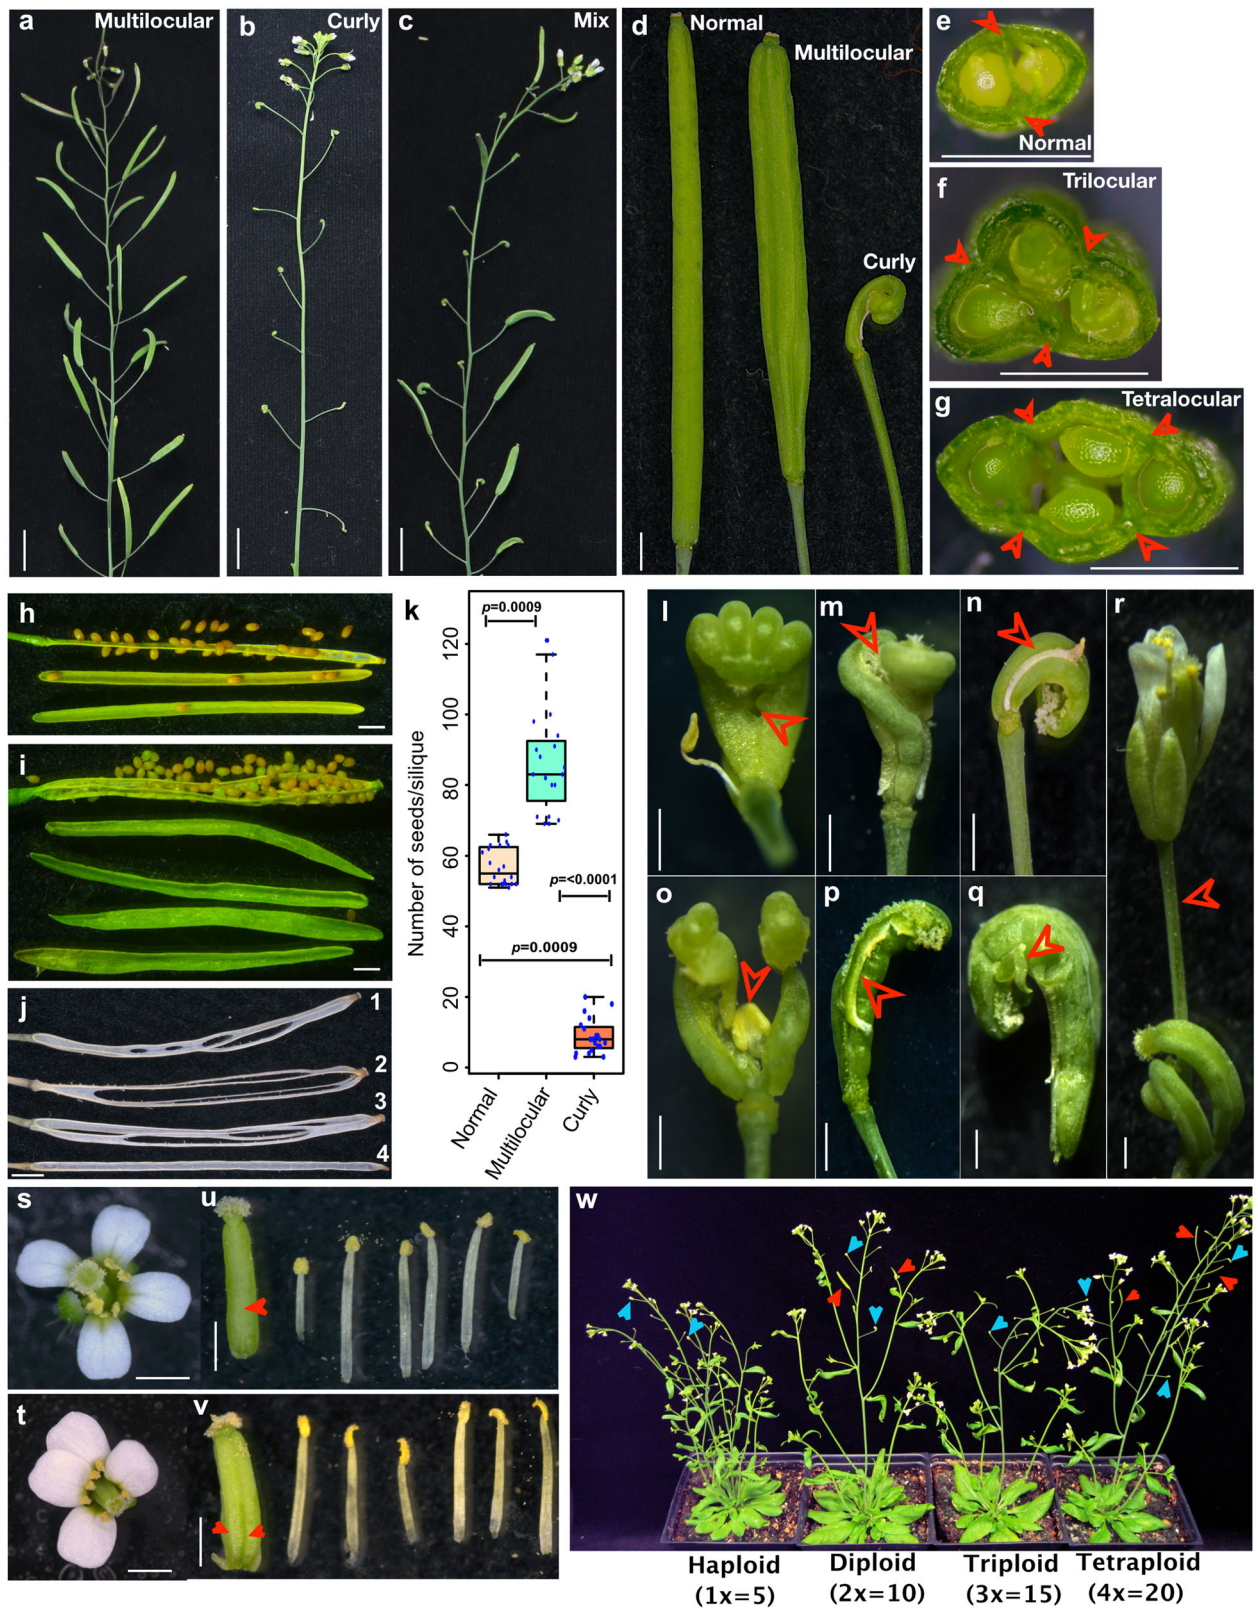 a
Multilocular
b
Curly
c
Mix
d
Normal
Multilocular
Curly
e
Normal
f
Trilocular
g
Tetralocular
h
i
j
1
2
3
4
k
p=0.0009
p=<0.0001
p=0.0009
Number of seeds/silique
120
100
80
60
40
20
0
Normal
Multilocular
Curly
l
m
n
r
o
p
q
s
u
t
v
w
Haploid
(1x=5)
Diploid
(2x=10)
Triploid
(3x=15)
Tetraploid
(4x=20)